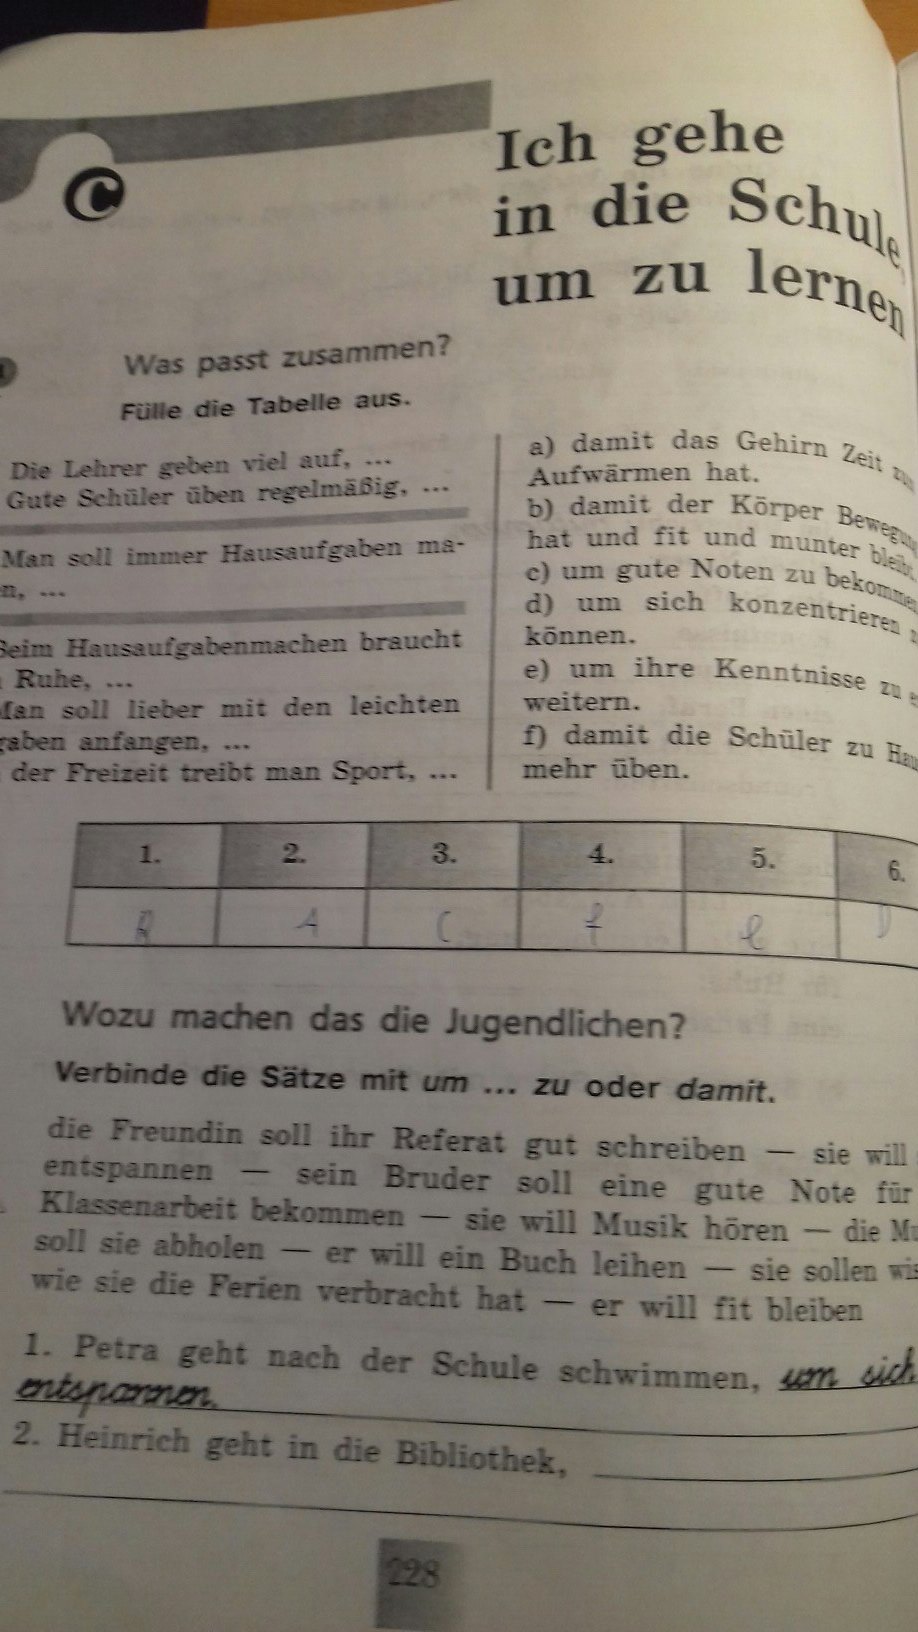 C
Ich gehe
in die Schule,
um zu lernen
Was passt zusammen?
Fülle die Tabelle aus.
Die Lehrer geben viel auf, ...
Gute Schüler üben regelmäßig, ...
Man soll immer Hausaufgaben ma-
en, ...
Beim Hausaufgabenmachen braucht
Ruhe, ...
Man soll lieber mit den leichten
gaben anfangen, ...
der Freizeit treibt man Sport, ...
a) damit das Gehirn Zeit zum
Aufwärmen hat.
b) damit der Körper Bewegung
hat und fit und munter bleibt.
c) um gute Noten zu bekommen
d) um sich konzentrieren z
können.
e) um ihre Kenntnisse zu e
weitern.
f) damit die Schüler zu Hau
mehr üben.
1. 2. 3. 4. 5. 6.
A C f e D
Wozu machen das die Jugendlichen?
Verbinde die Sätze mit um ... zu oder damit.
die Freundin soll ihr Referat gut schreiben — sie will
entspannen — sein Bruder soll eine gute Note für
Klassenarbeit bekommen — sie will Musik hören — die Mu
soll sie abholen — er will ein Buch leihen — sie sollen wis
wie sie die Ferien verbracht hat — er will fit bleiben
1. Petra geht nach der Schule schwimmen, um sich
entspannen.
2. Heinrich geht in die Bibliothek,
228